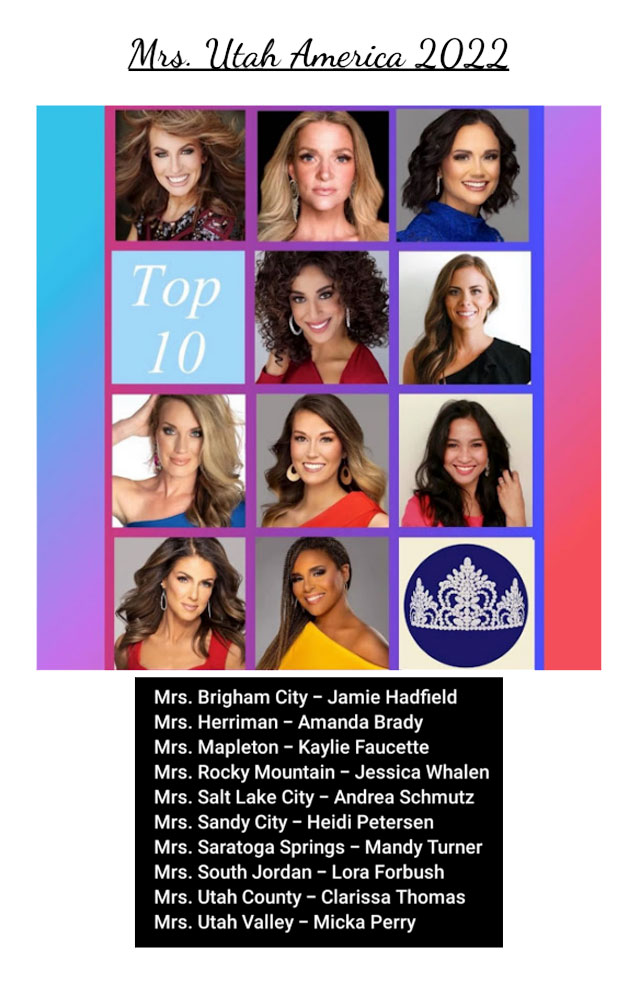 Mrs. Utah America 2022
Top
10
Mrs. Brigham City – Jamie Hadfield
Mrs. Herriman – Amanda Brady
Mrs. Mapleton – Kaylie Faucette
Mrs. Rocky Mountain – Jessica Whalen
Mrs. Salt Lake City – Andrea Schmutz
Mrs. Sandy City – Heidi Petersen
Mrs. Saratoga Springs – Mandy Turner
Mrs. South Jordan – Lora Forbush
Mrs. Utah County – Clarissa Thomas
Mrs. Utah Valley – Micka Perry